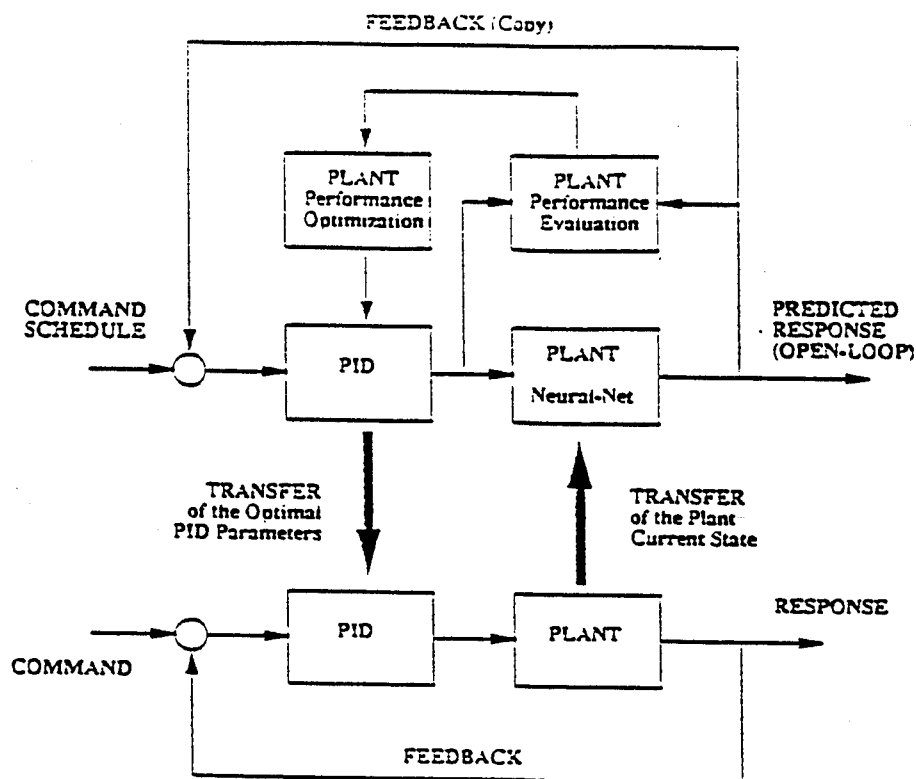 FEEDBACK (Copy)
PLANT
Performance
Optimization
PLANT
Performance
Evaluation
COMMAND
SCHEDULE
PID
PLANT
Neural-Net
PREDICTED
RESPONSE
(OPEN-LOOP)
TRANSFER
of the Optimal
PID Parameters
TRANSFER
of the Plant
Current State
PID
PLANT
RESPONSE
COMMAND
FEEDBACK